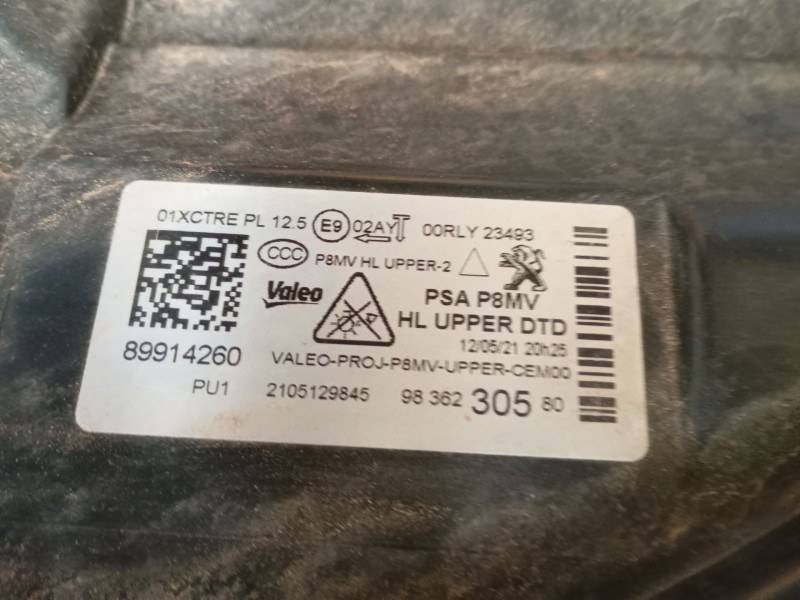 01XCTRE PL 12.5 E9 02AY 00RLY 23493
CCC P8MV HL UPPER-2
Valeo PSA P8MV
HL UPPER DTD
12/05/21 20h25
89914260 VALEO-PROJ-P8MV-UPPER-CEM00
PU1 2105129845 98 362 305 80